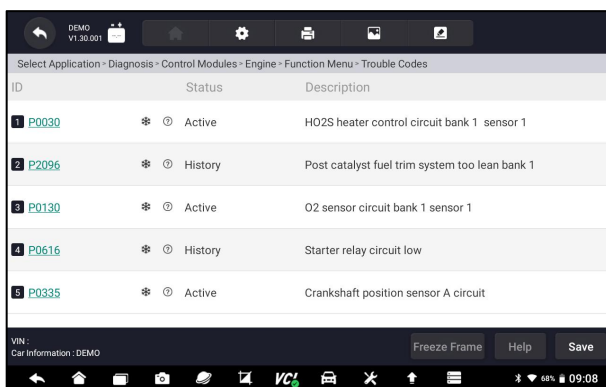 DEMO
V1.30.001
Select Application > Diagnosis > Control Modules > Engine > Function Menu > Trouble Codes
ID Status Description
1 P0030 Active HO2S heater control circuit bank 1 sensor 1
2 P2096 History Post catalyst fuel trim system too lean bank 1
3 P0130 Active O2 sensor circuit bank 1 sensor 1
4 P0616 History Starter relay circuit low
5 P0335 Active Crankshaft position sensor A circuit
VIN :
Car Information : DEMO
Freeze Frame Help Save
VCI 68% 09:08